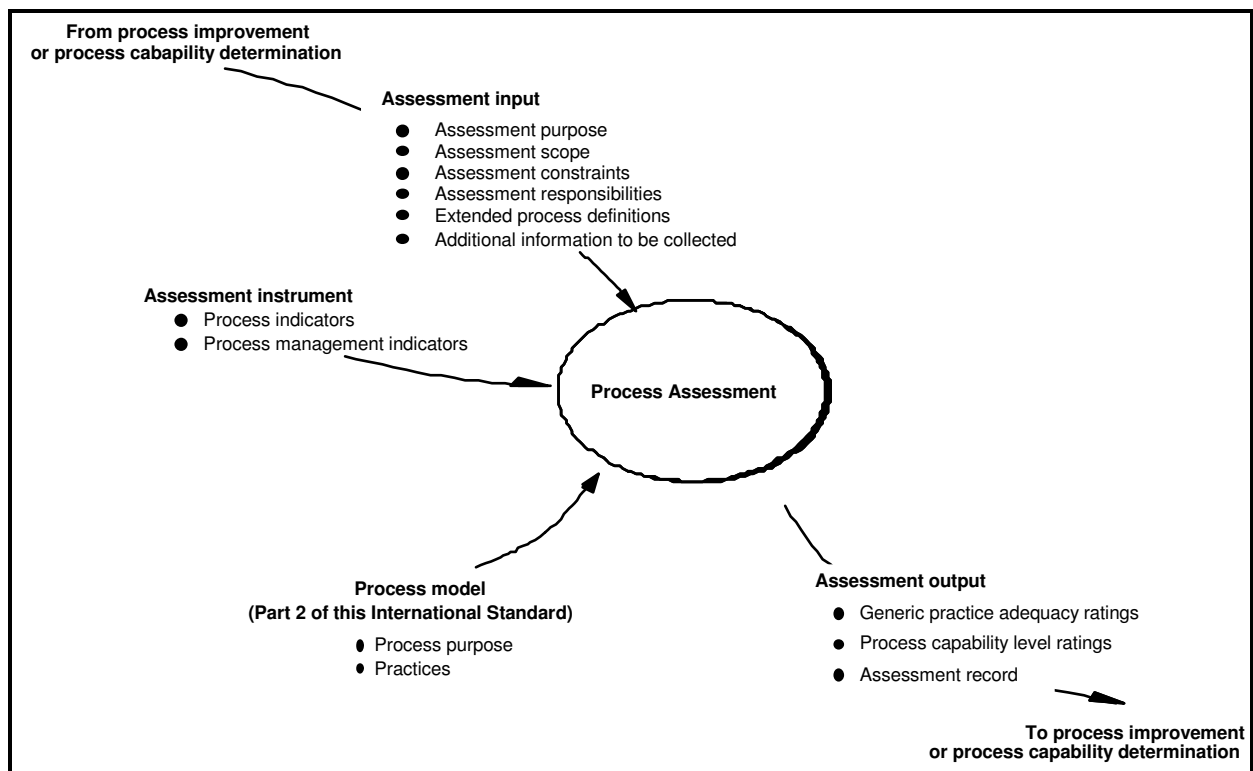 From process improvement
or process cabapility determination
Assessment input
● Assessment purpose
● Assessment scope
● Assessment constraints
● Assessment responsibilities
● Extended process definitions
● Additional information to be collected
Assessment instrument
● Process indicators
● Process management indicators
Process Assessment
Process model
(Part 2 of this International Standard)
● Process purpose
● Practices
Assessment output
● Generic practice adequacy ratings
● Process capability level ratings
● Assessment record
To process improvement
or process capability determination